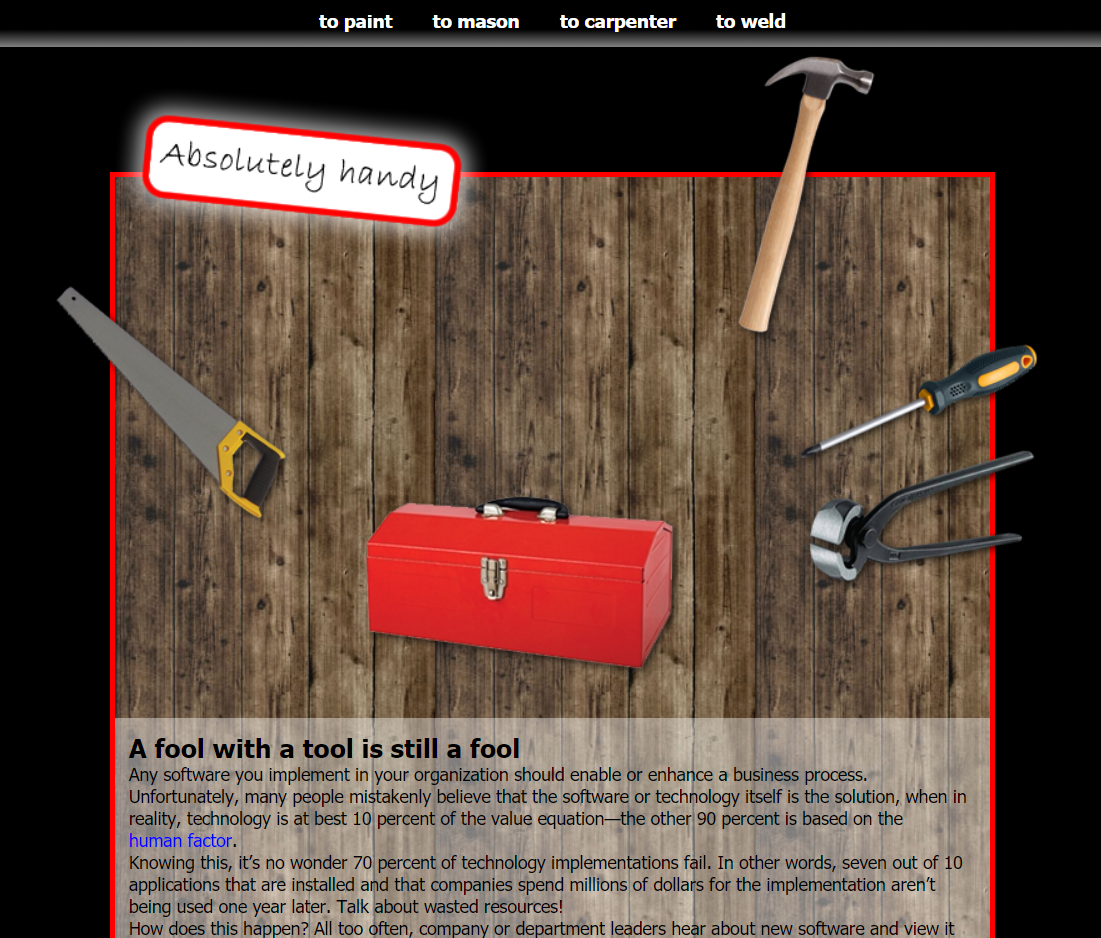 to paint to mason to carpenter to weld
Absolutely handy
A fool with a tool is still a fool
Any software you implement in your organization should enable or enhance a business process.
Unfortunately, many people mistakenly believe that the software or technology itself is the solution, when in
reality, technology is at best 10 percent of the value equation—the other 90 percent is based on the
human factor.
Knowing this, it’s no wonder 70 percent of technology implementations fail. In other words, seven out of 10
applications that are installed and that companies spend millions of dollars for the implementation aren’t
being used one year later. Talk about wasted resources!
How does this happen? All too often, company or department leaders hear about new software and view it